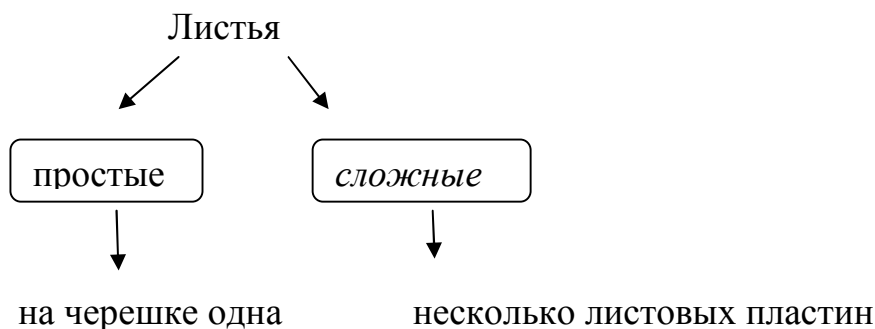 Листья
простые сложные
на черешке одна несколько листовых пластин